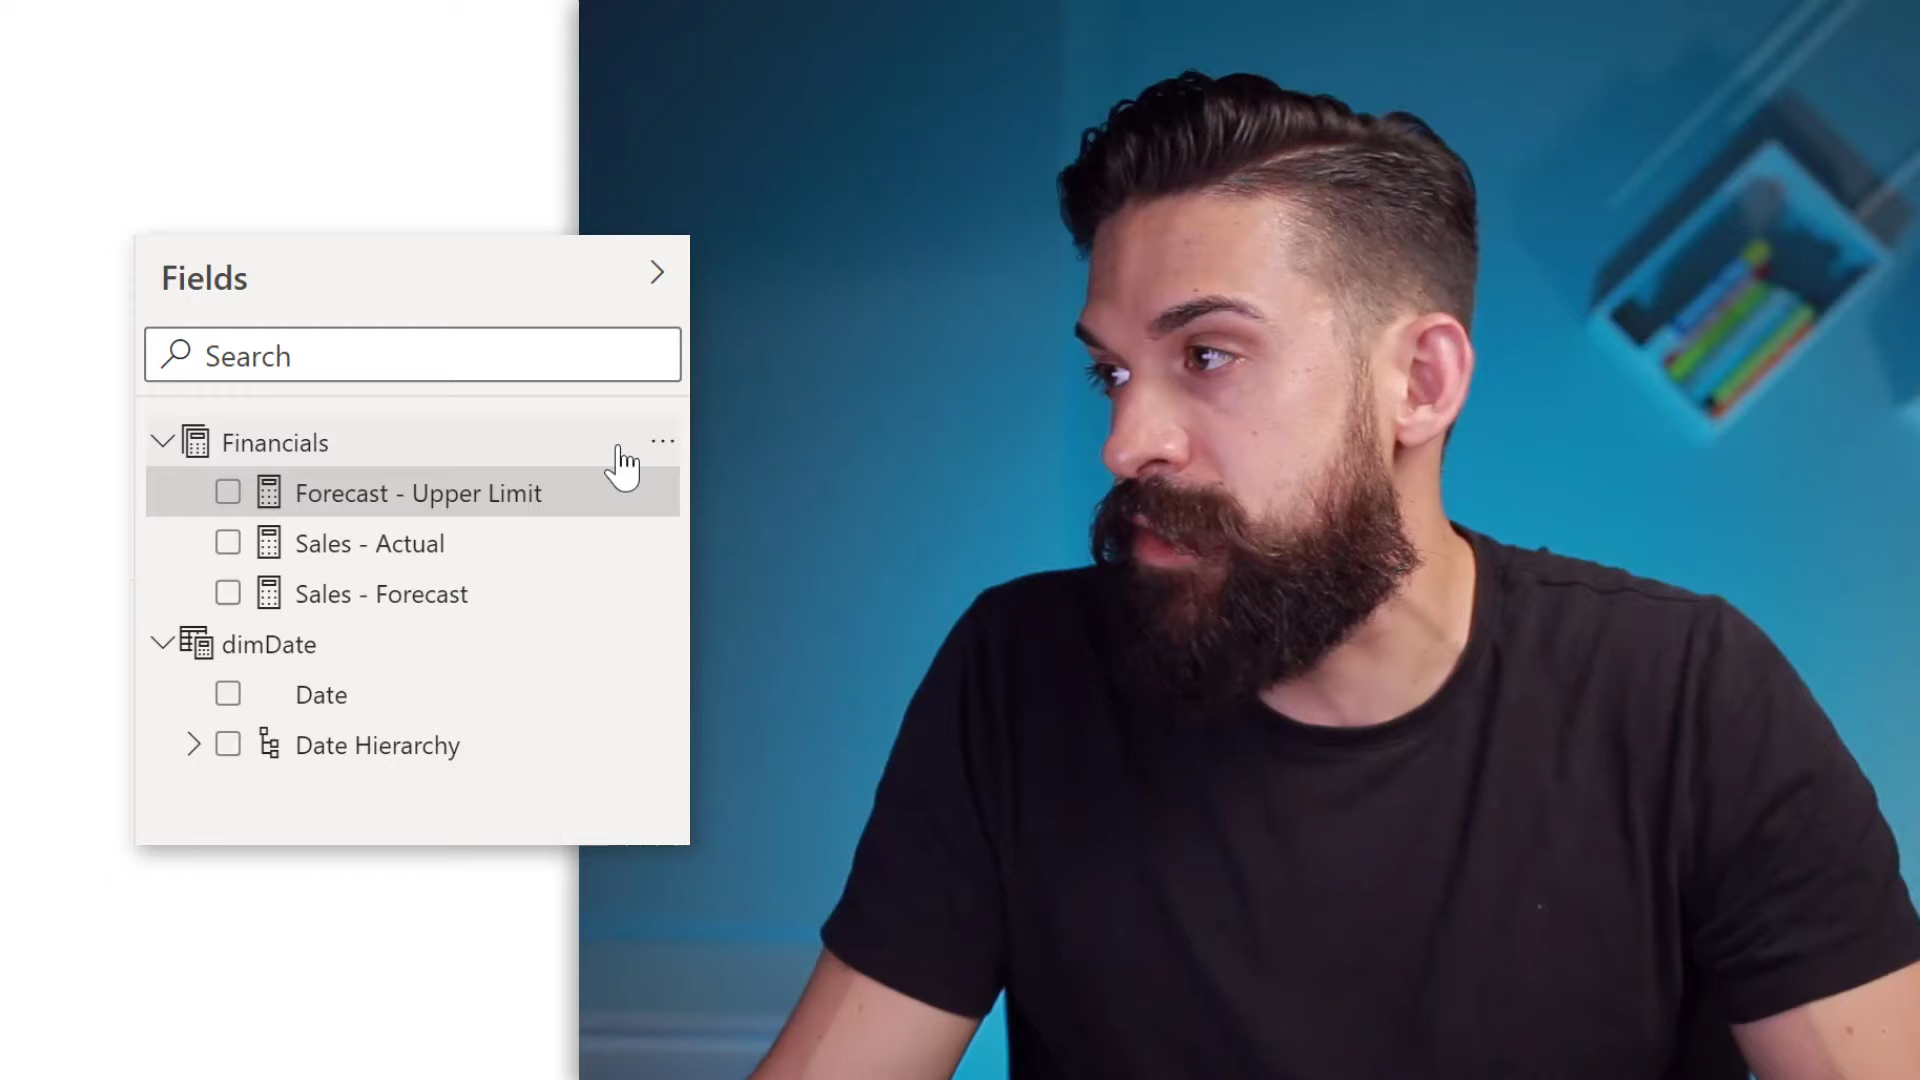 Fields
Search
Financials
Forecast - Upper Limit
Sales - Actual
Sales - Forecast
dimDate
Date
Date Hierarchy